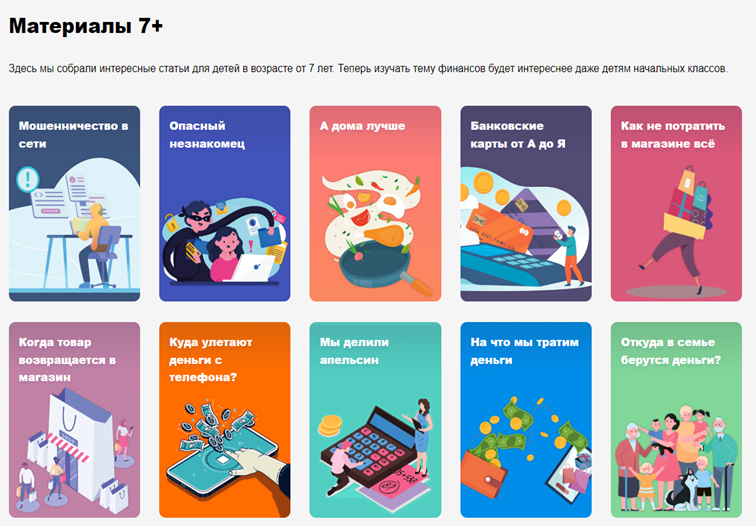 Материалы 7+
Здесь мы собрали интересные статьи для детей в возрасте от 7 лет. Теперь изучать тему финансов будет интереснее даже детям начальных классов.
Мошенничество в
сети
Опасный
незнакомец
А дома лучше
Банковские
карты от А до Я
Как не потратить
в магазине всё
Когда товар
возвращается в
магазин
Куда улетают
деньги с
телефона?
Мы делили
апельсин
На что мы тратим
деньги
Откуда в семье
берутся деньги?